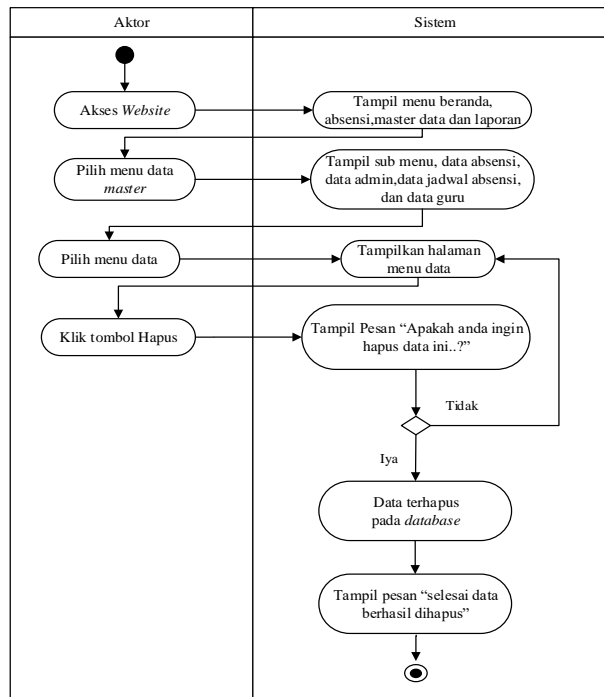 Aktor
Sistem
Akses Website
Tampil menu beranda,
absensi,master data dan laporan
Pilih menu data
master
Tampil sub menu, data absensi,
data admin,data jadwal absensi,
dan data guru
Pilih menu data
Tampilkan halaman
menu data
Klik tombol Hapus
Tampil Pesan “Apakah anda ingin
hapus data ini..?”
Tidak
Iya
Data terhapus
pada database
Tampil pesan “selesai data
berhasil dihapus”